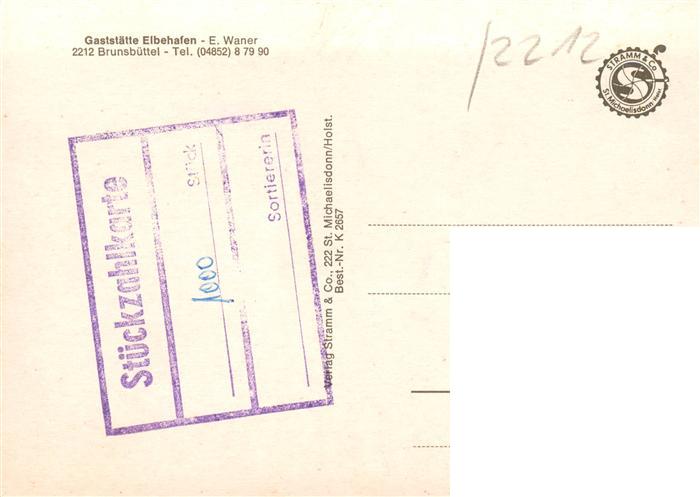 Gaststätte Elbehafen - E. Waner
2212 Brunsbüttel - Tel. (04852) 8 79 90
2212
STRAMM & Co.
St. Michaelisdonn Holst.
Stückzahlkarte
1000 Stück
Sortiererin
Verlag Stramm & Co., 222 St. Michaelisdonn/Holst.
Best.-Nr. K 2657